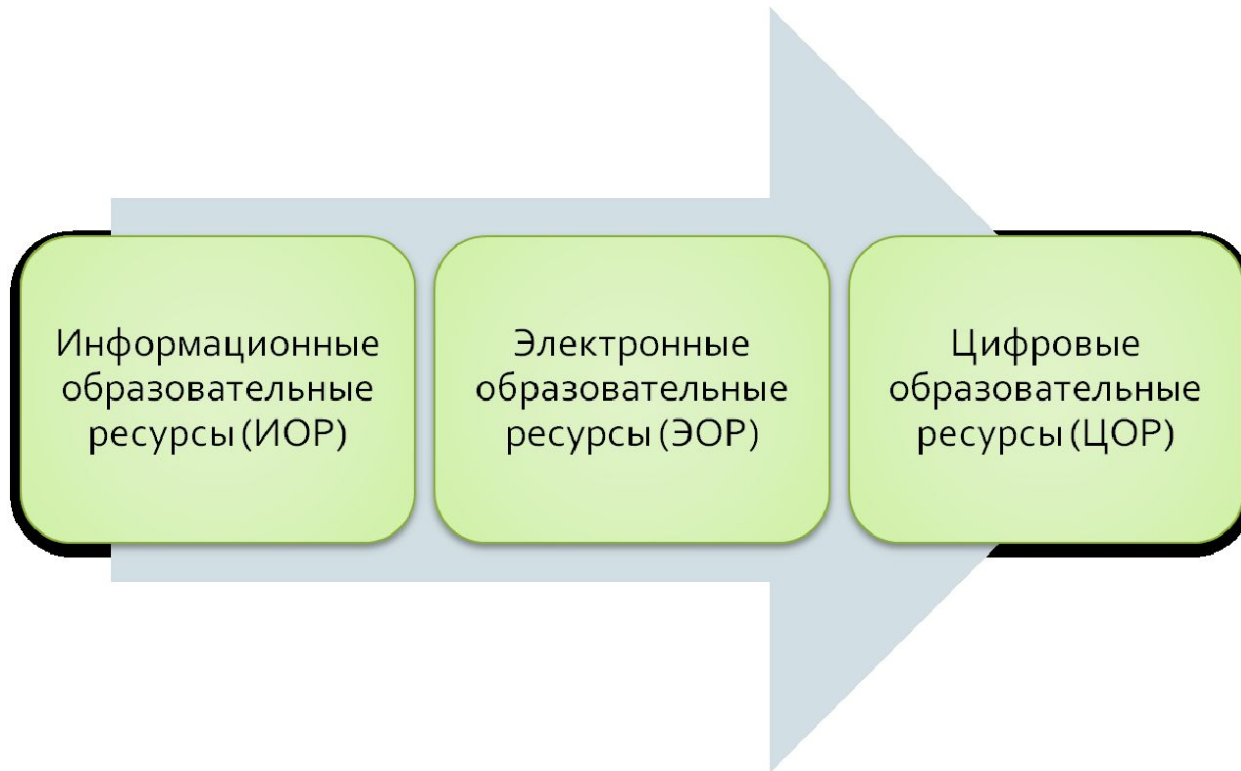 Информационные
образовательные
ресурсы (ИОР)
Электронные
образовательные
ресурсы (ЭОР)
Цифровые
образовательные
ресурсы (ЦОР)